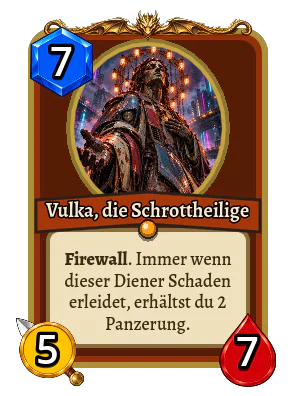 7
Vulka, die Schrottheilige
Firewall. Immer wenn
dieser Diener Schaden
erleidet, erhältst du 2
Panzerung.
5
7